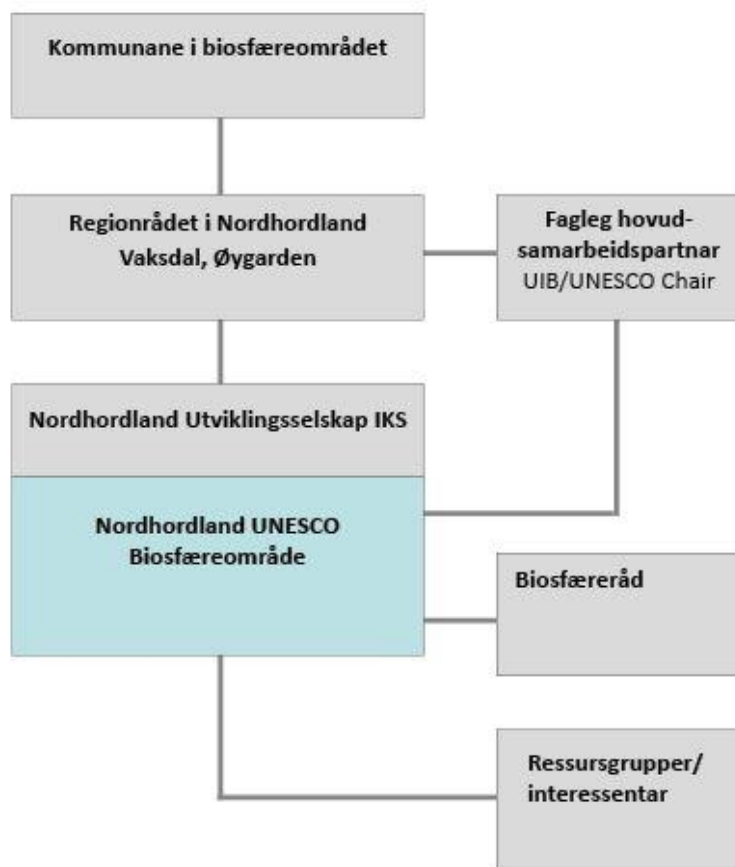 Kommunane i biosfæreområdet
Regionrådet i Nordhordland
Vaksdal, Øygarden
Fagleg hovud-
samarbeidspartnar
UIB/UNESCO Chair
Nordhordland Utviklingsselskap IKS
Nordhordland UNESCO
Biosfæreområde
Biosfæreråd
Ressursgrupper/
interessentar